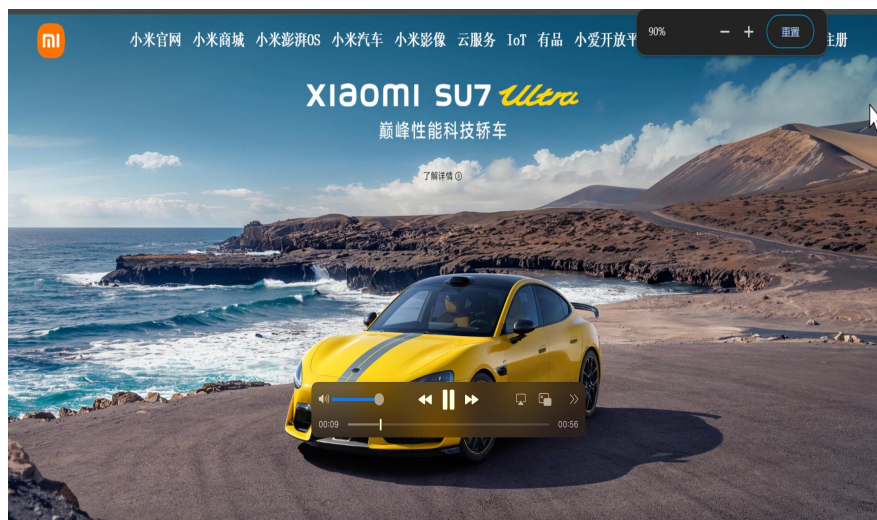 小米官网 小米商城 小米澎湃OS 小米汽车 小米影像 云服务 IoT 有品 小爱开放平
90%
重置
注册
XIAOMI SU7 Ultra
巅峰性能科技轿车
了解详情
00:09
00:56